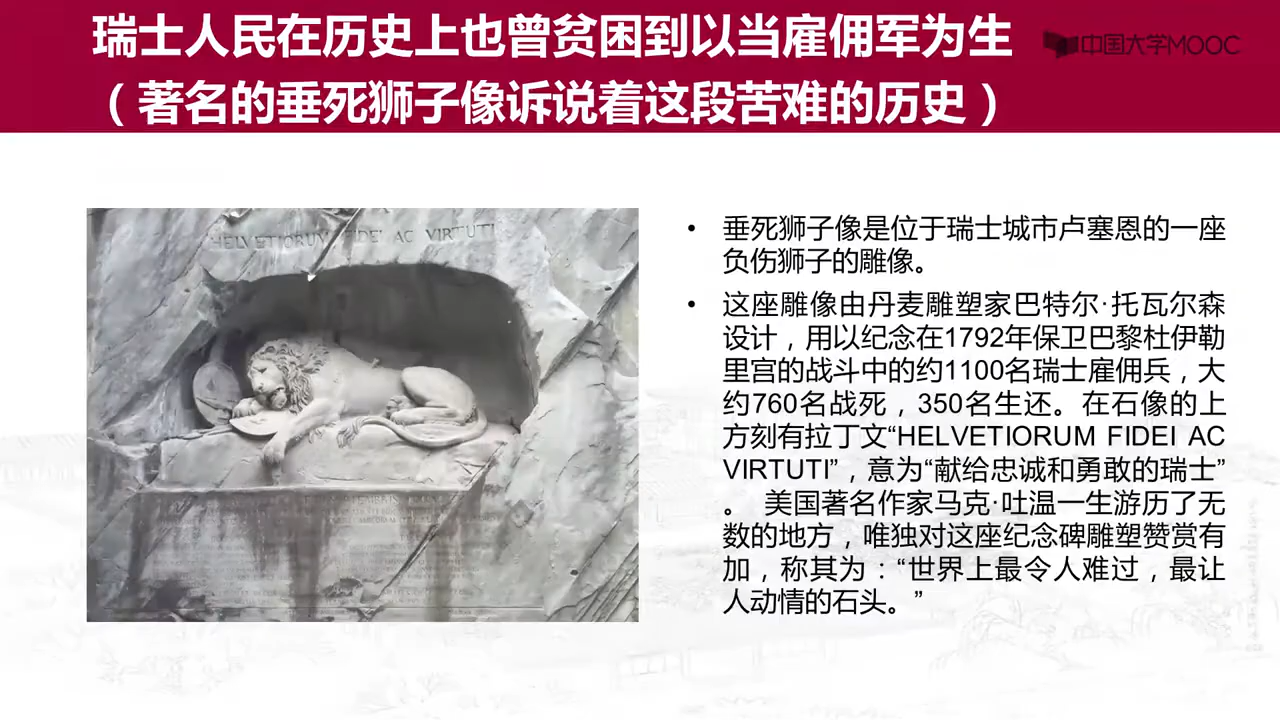 瑞士人民在历史上也曾贫困到以当雇佣军为生
（著名的垂死狮子像诉说着这段苦难的历史）
中国大学MOOC
HELVETIORUM FIDEI AC VIRTUTI
• 垂死狮子像是位于瑞士城市卢塞恩的一座
负伤狮子的雕像。
• 这座雕像由丹麦雕塑家巴特尔·托瓦尔森
设计，用以纪念在1792年保卫巴黎杜伊勒
里宫的战斗中的约1100名瑞士雇佣兵，大
约760名战死，350名生还。在石像的上
方刻有拉丁文“HELVETIORUM FIDEI AC
VIRTUTI”，意为“献给忠诚和勇敢的瑞士”
。 美国著名作家马克·吐温一生游历了无
数的地方，唯独对这座纪念碑雕塑赞赏有
加，称其为：“世界上最令人难过，最让
人动情的石头。”